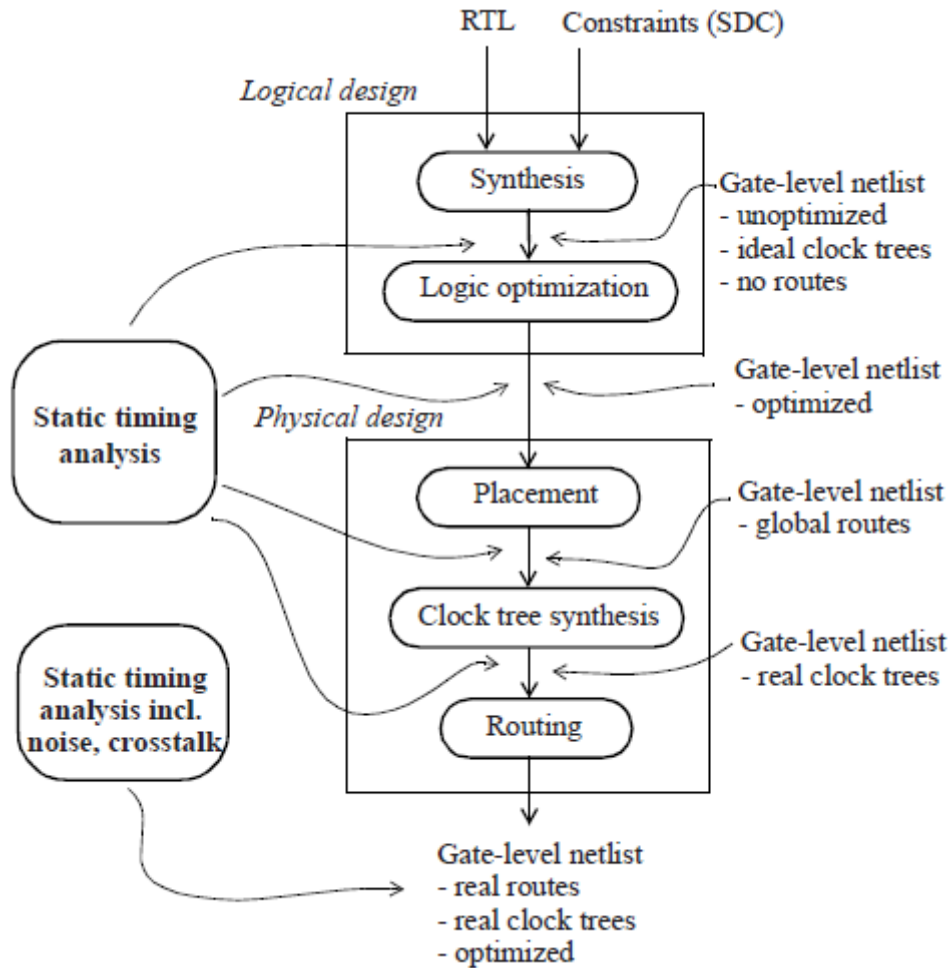 RTL
Constraints (SDC)
Logical design
Synthesis
Gate-level netlist
- unoptimized
- ideal clock trees
- no routes
Logic optimization
Static timing
analysis
Gate-level netlist
- optimized
Physical design
Placement
Gate-level netlist
- global routes
Clock tree synthesis
Gate-level netlist
- real clock trees
Static timing
analysis incl.
noise, crosstalk
Routing
Gate-level netlist
- real routes
- real clock trees
- optimized